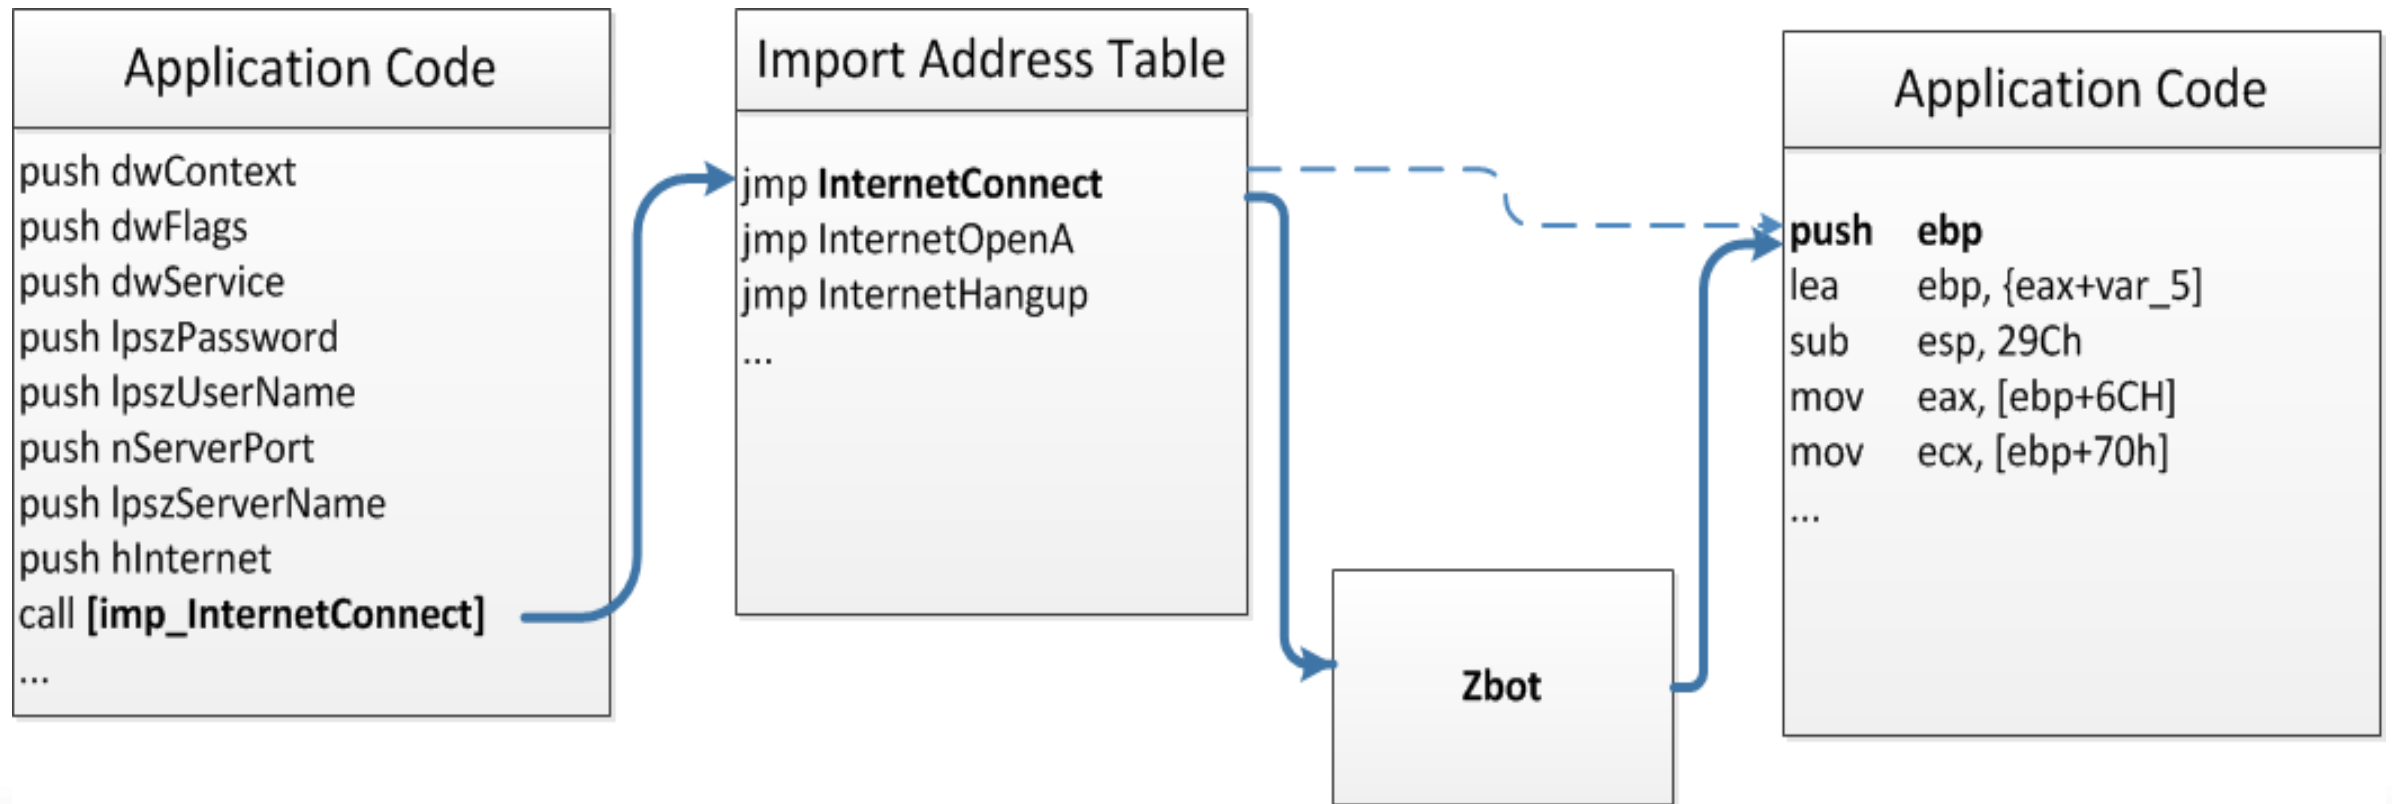 Application Code
push dwContext
push dwFlags
push dwService
push lpszPassword
push lpszUserName
push nServerPort
push lpszServerName
push hInternet
call [imp_InternetConnect]
...
Import Address Table
jmp InternetConnect
jmp InternetOpenA
jmp InternetHangup
...
Zbot
Application Code
push ebp
lea ebp, {eax+var_5]
sub esp, 29Ch
mov eax, [ebp+6CH]
mov ecx, [ebp+70h]
...